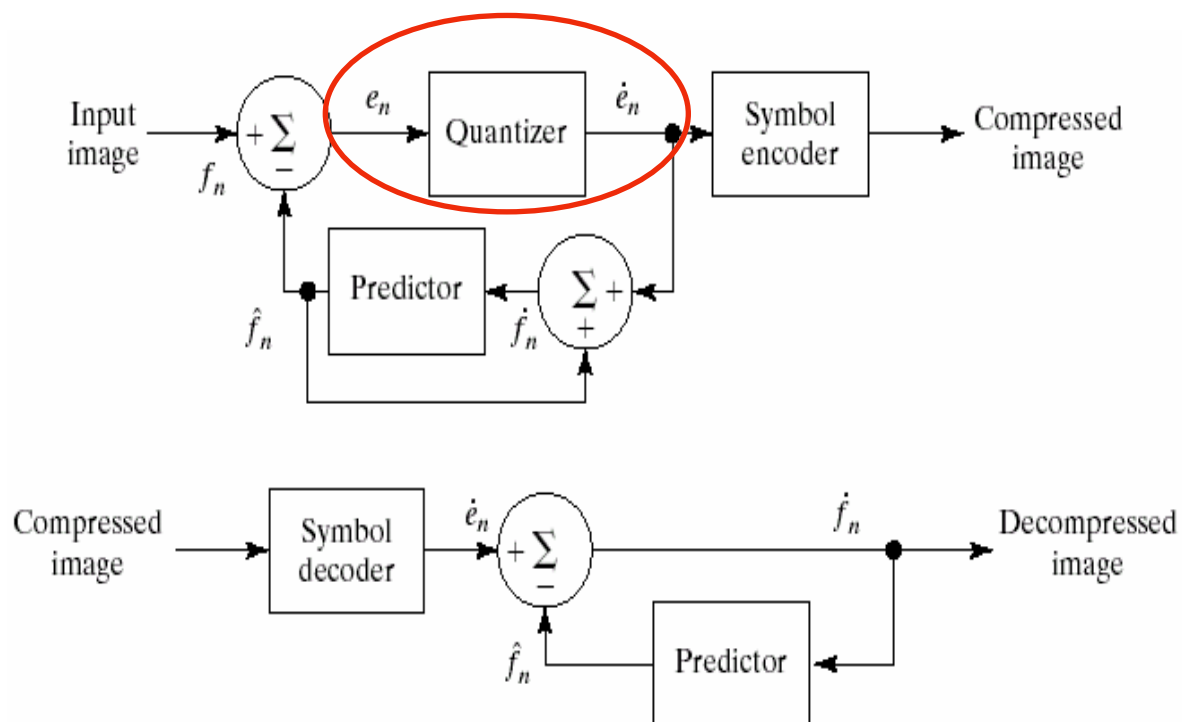 Input
image
f_n
+ Σ
−
e_n
Quantizer
ė_n
Symbol
encoder
Compressed
image
f̂_n
Predictor
ḟ_n
Σ +
+
Compressed
image
Symbol
decoder
ė_n
+ Σ
−
ḟ_n
Decompressed
image
f̂_n
Predictor